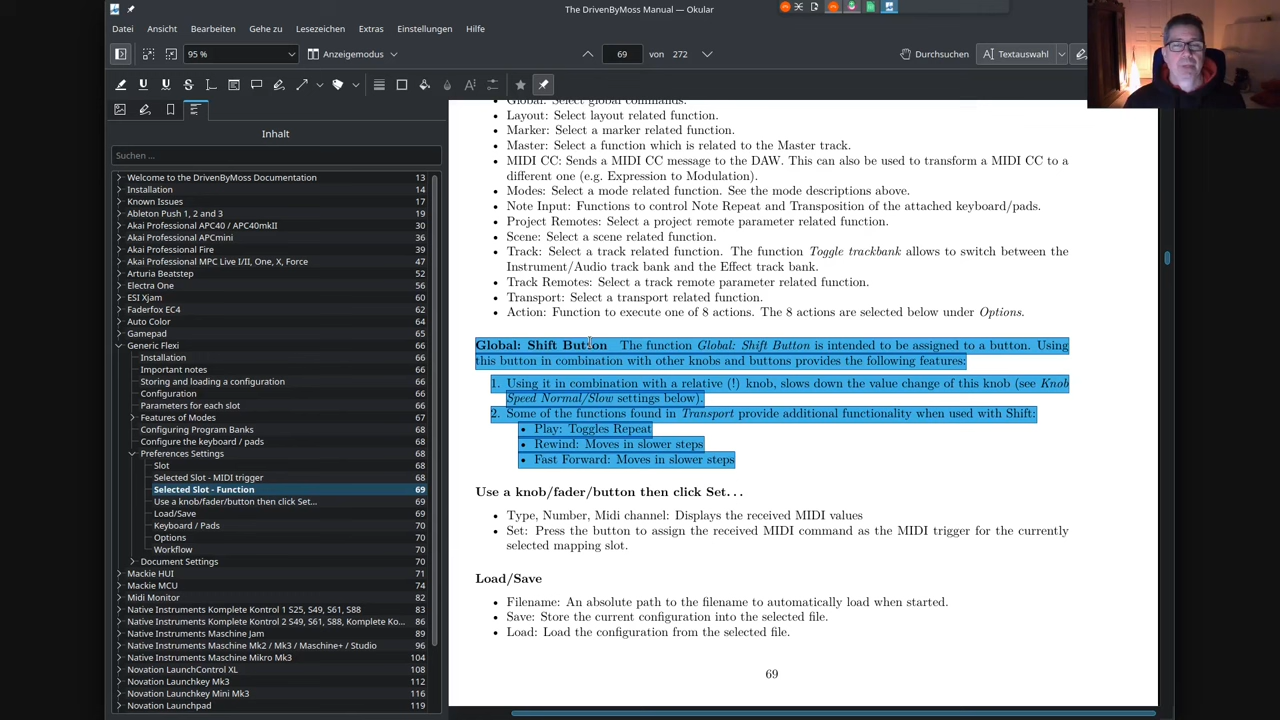 The DrivenByMoss Manual — Okular
Datei Ansicht Bearbeiten Gehe zu Lesezeichen Extras Einstellungen Hilfe
95 % Anzeigemodus 69 von 272 Durchsuchen Textauswahl
Inhalt
Suchen ...
Welcome to the DrivenByMoss Documentation 13
Installation 14
Known Issues 17
Ableton Push 1, 2 and 3 19
Akai Professional APC40 / APC40mkII 30
Akai Professional APCmini 36
Akai Professional Fire 39
Akai Professional MPC Live I/II, One, X, Force 47
Arturia Beatstep 52
Electra One 56
ESI Xjam 60
Faderfox EC4 62
Auto Color 64
Gamepad 65
Generic Flexi 66
Installation 66
Important notes 66
Storing and loading a configuration 66
Configuration 66
Parameters for each slot 66
Features of Modes 67
Configuring Program Banks 68
Configure the keyboard / pads 68
Preferences Settings 68
Slot 68
Selected Slot - MIDI trigger 68
Selected Slot - Function 69
Use a knob/fader/button then click Set... 69
Load/Save 69
Keyboard / Pads 70
Options 70
Workflow 70
Document Settings 70
Mackie HUI 71
Mackie MCU 74
Midi Monitor 82
Native Instruments Komplete Kontrol 1 S25, S49, S61, S88 83
Native Instruments Komplete Kontrol 2 S49, S61, S88, Komplete Ko... 86
Native Instruments Maschine Jam 89
Native Instruments Maschine Mk2 / Mk3 / Maschine+ / Studio 96
Native Instruments Maschine Mikro Mk3 104
Novation LaunchControl XL 108
Novation Launchkey Mk3 112
Novation Launchkey Mini Mk3 116
Novation Launchpad 119
• Global: Select global commands.
• Layout: Select layout related function.
• Marker: Select a marker related function.
• Master: Select a function which is related to the Master track.
• MIDI CC: Sends a MIDI CC message to the DAW. This can also be used to transform a MIDI CC to a
different one (e.g. Expression to Modulation).
• Modes: Select a mode related function. See the mode descriptions above.
• Note Input: Functions to control Note Repeat and Transposition of the attached keyboard/pads.
• Project Remotes: Select a project remote parameter related function.
• Scene: Select a scene related function.
• Track: Select a track related function. The function Toggle trackbank allows to switch between the
Instrument/Audio track bank and the Effect track bank.
• Track Remotes: Select a track remote parameter related function.
• Transport: Select a transport related function.
• Action: Function to execute one of 8 actions. The 8 actions are selected below under Options.
Global: Shift Button The function Global: Shift Button is intended to be assigned to a button. Using
this button in combination with other knobs and buttons provides the following features:
1. Using it in combination with a relative (!) knob, slows down the value change of this knob (see Knob
Speed Normal/Slow settings below).
2. Some of the functions found in Transport provide additional functionality when used with Shift:
• Play: Toggles Repeat
• Rewind: Moves in slower steps
• Fast Forward: Moves in slower steps
Use a knob/fader/button then click Set...
• Type, Number, Midi channel: Displays the received MIDI values
• Set: Press the button to assign the received MIDI command as the MIDI trigger for the currently
selected mapping slot.
Load/Save
• Filename: An absolute path to the filename to automatically load when started.
• Save: Store the current configuration into the selected file.
• Load: Load the configuration from the selected file.
69